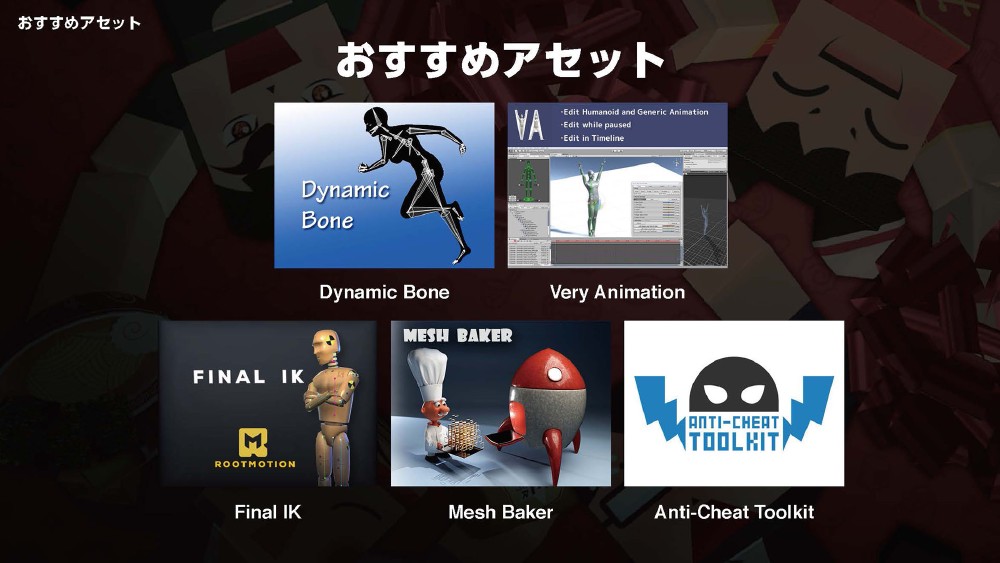 おすすめアセット
おすすめアセット
Dynamic
Bone
VA
・Edit Humanoid and Generic Animation
・Edit while paused
・Edit in Timeline
Dynamic Bone
Very Animation
FINAL IK
ROOTMOTION
MESH BAKER
ANTI-CHEAT
TOOLKIT
Final IK
Mesh Baker
Anti-Cheat Toolkit